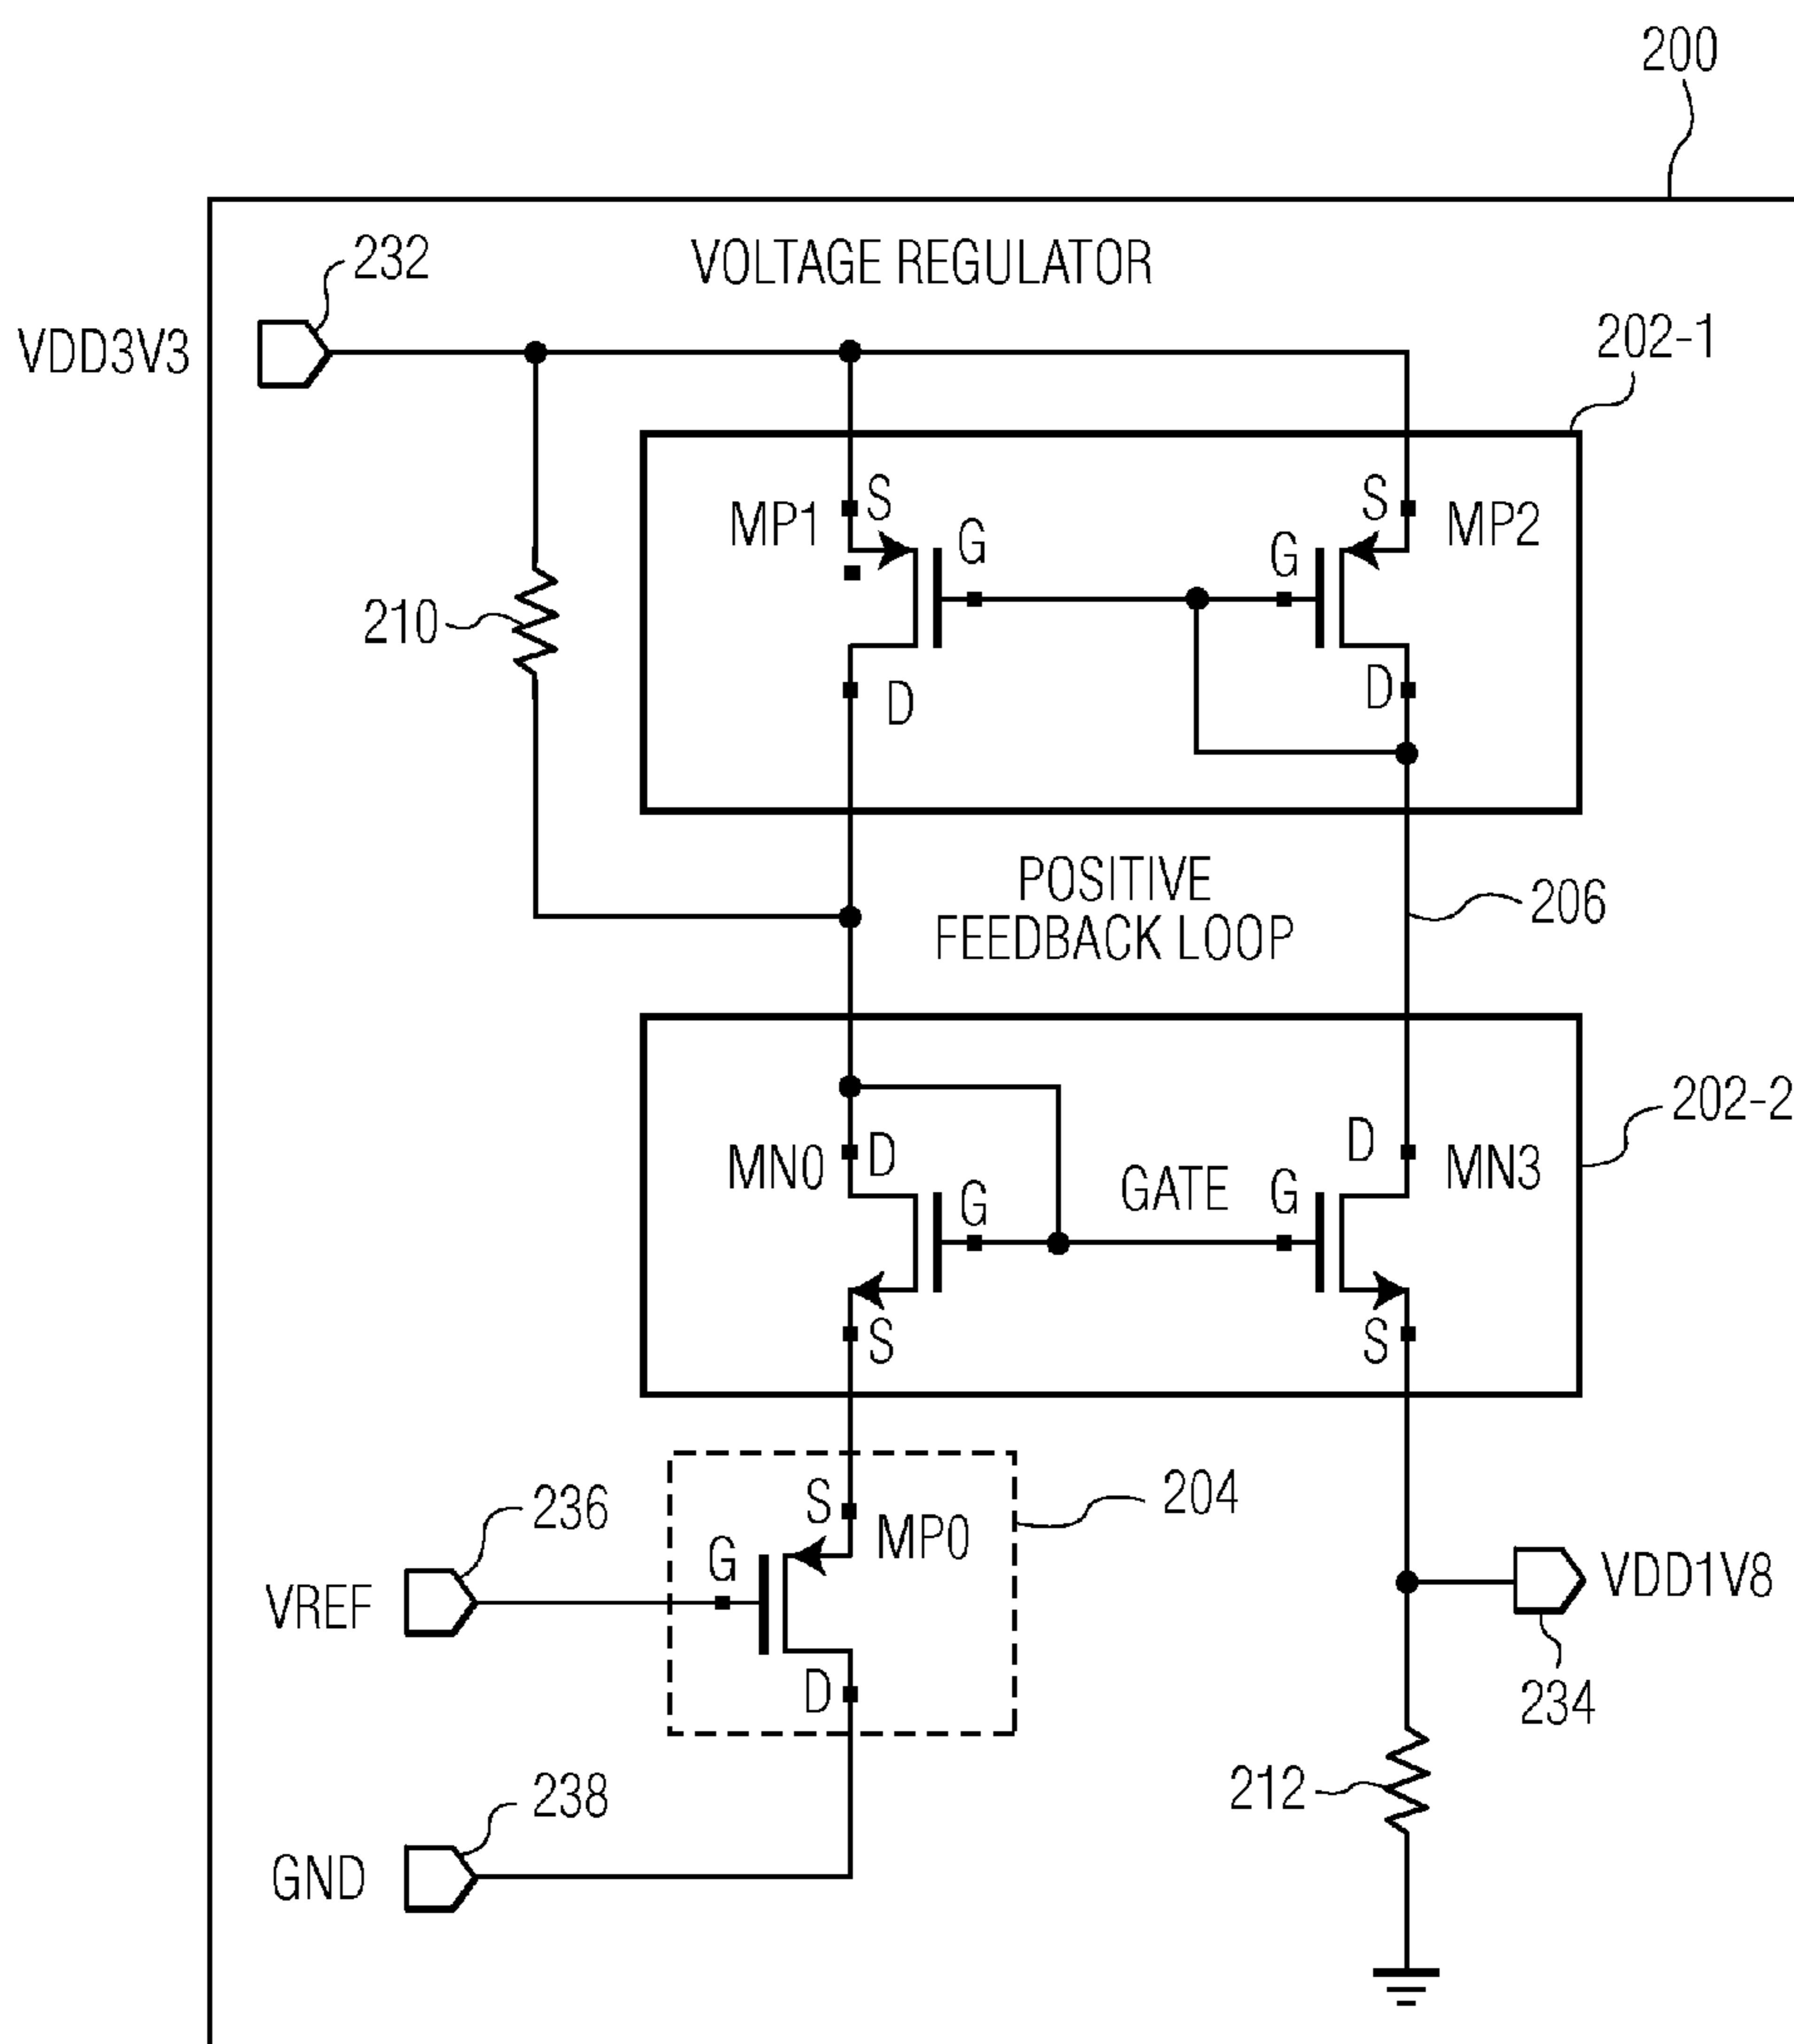 200
232
VOLTAGE REGULATOR
VDD3V3
202-1
MP1
S
G
D
S
G
D
MP2
210
POSITIVE
FEEDBACK LOOP
206
202-2
MN0
D
G
S
GATE
D
G
S
MN3
236
VREF
S
G
D
MP0
204
VDD1V8
234
212
238
GND